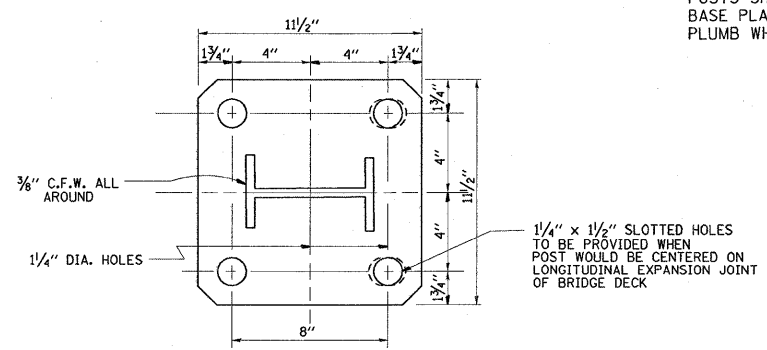 BASE PLA
PLUMB WH
11½"
1¾" 4" 4" 1¾"
1¾"
4"
11½"
4"
1¾"
⅜" C.F.W. ALL
AROUND
1¼" DIA. HOLES
1¼" x 1½" SLOTTED HOLES
TO BE PROVIDED WHEN
POST WOULD BE CENTERED ON
LONGITUDINAL EXPANSION JOINT
OF BRIDGE DECK
8"